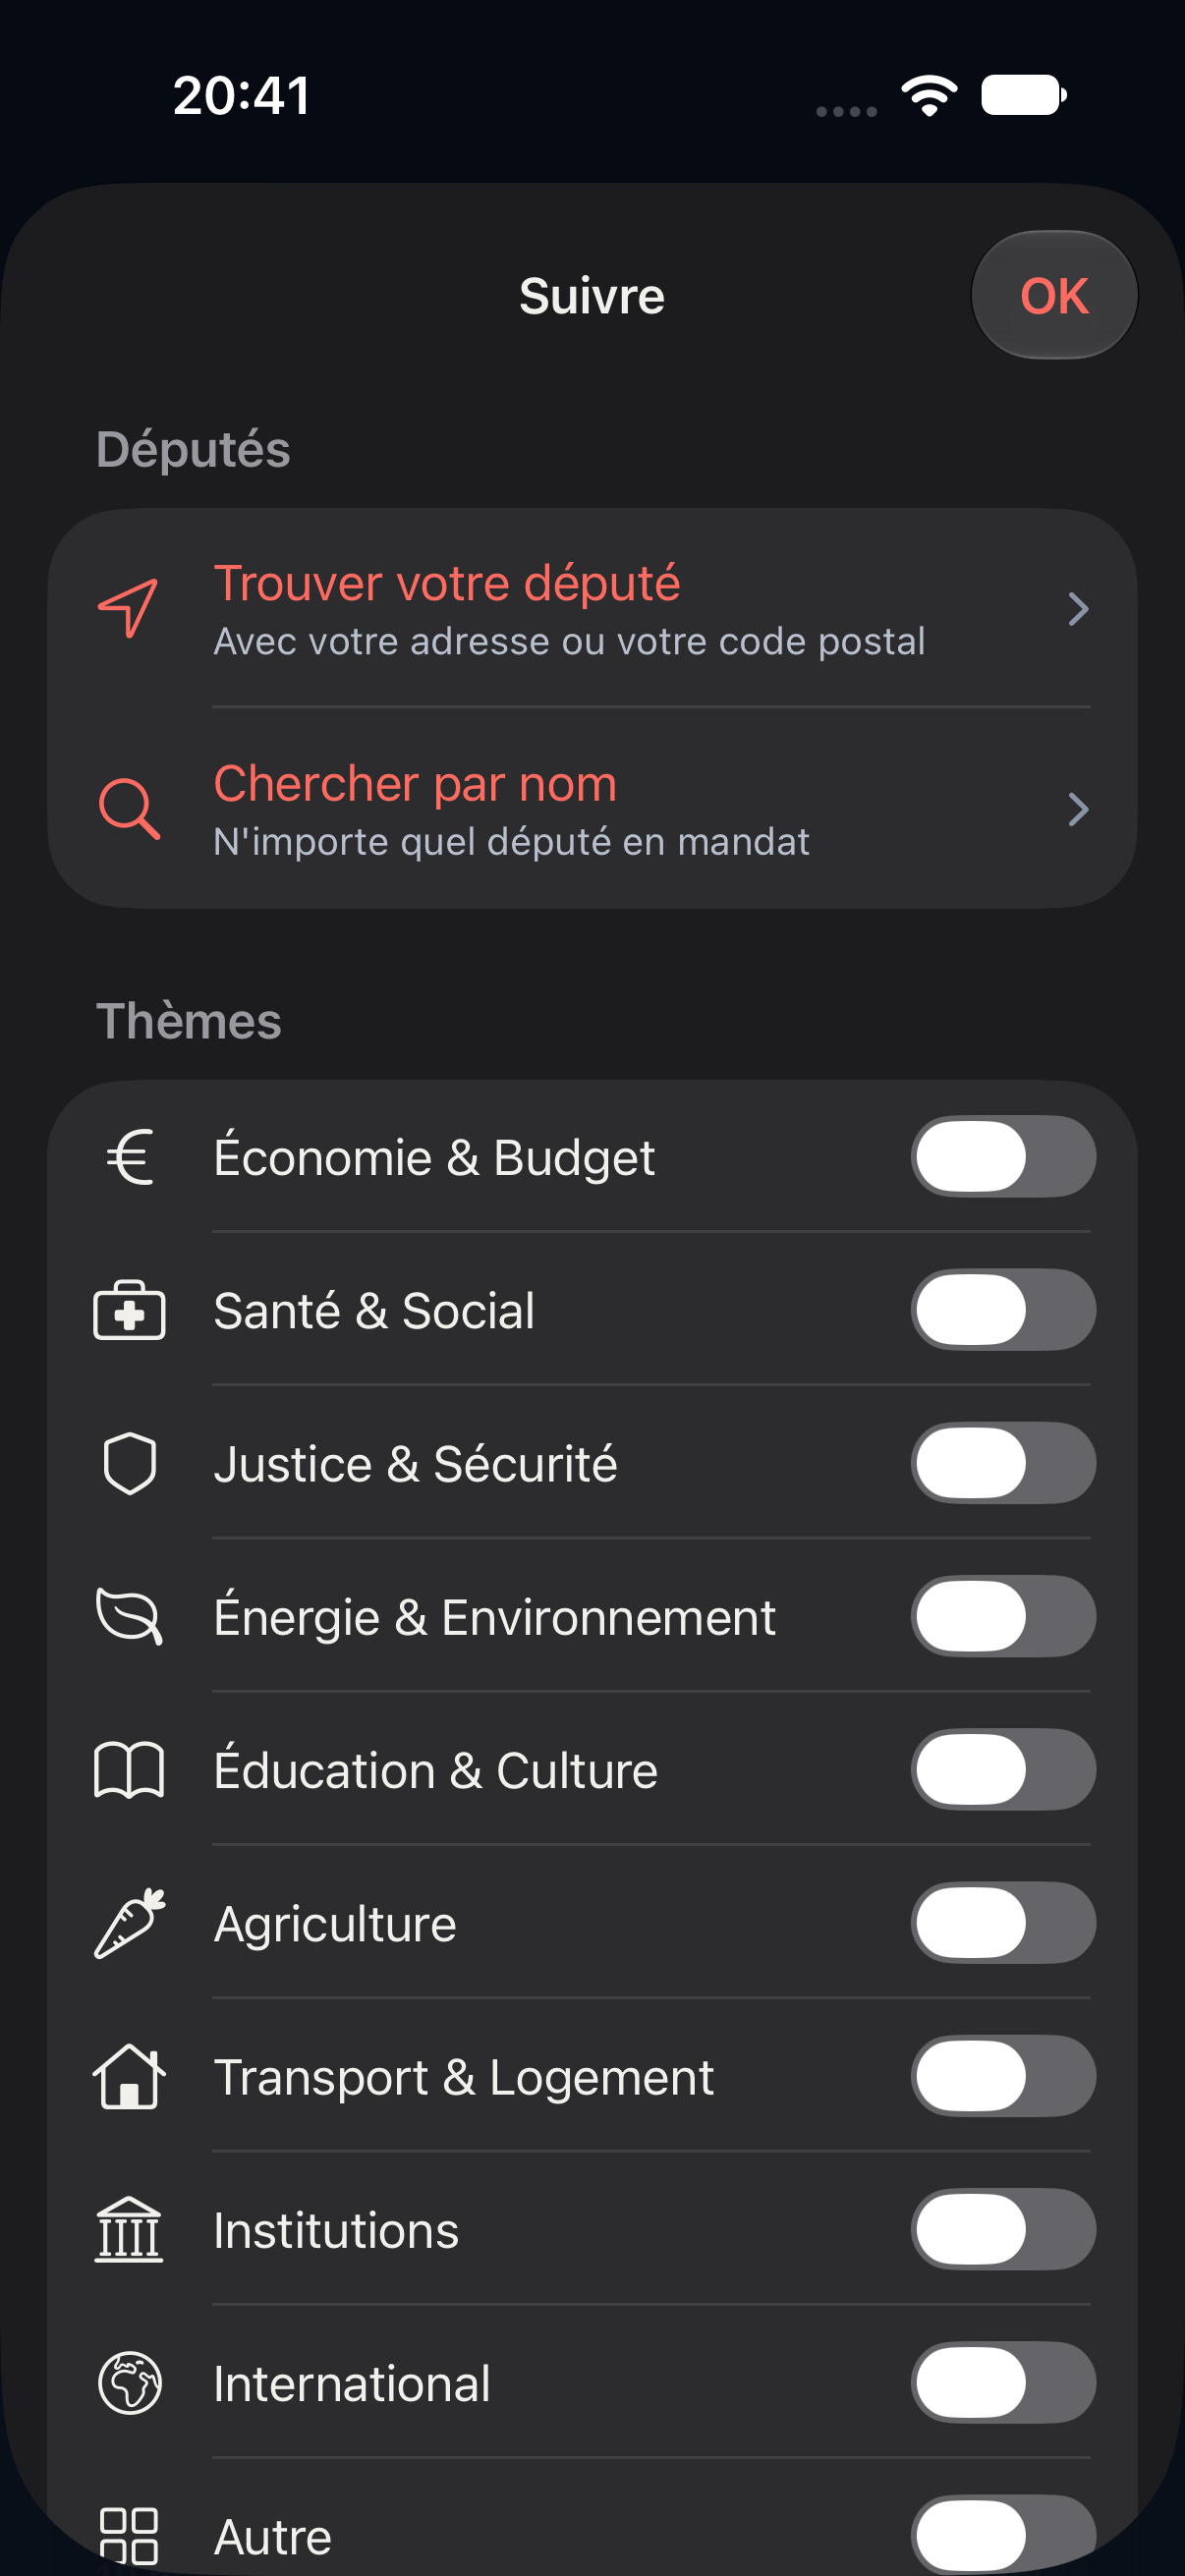 20:41
Suivre
OK
Députés
Trouver votre député
Avec votre adresse ou votre code postal
Chercher par nom
N'importe quel député en mandat
Thèmes
Économie & Budget
Santé & Social
Justice & Sécurité
Énergie & Environnement
Éducation & Culture
Agriculture
Transport & Logement
Institutions
International
Autre